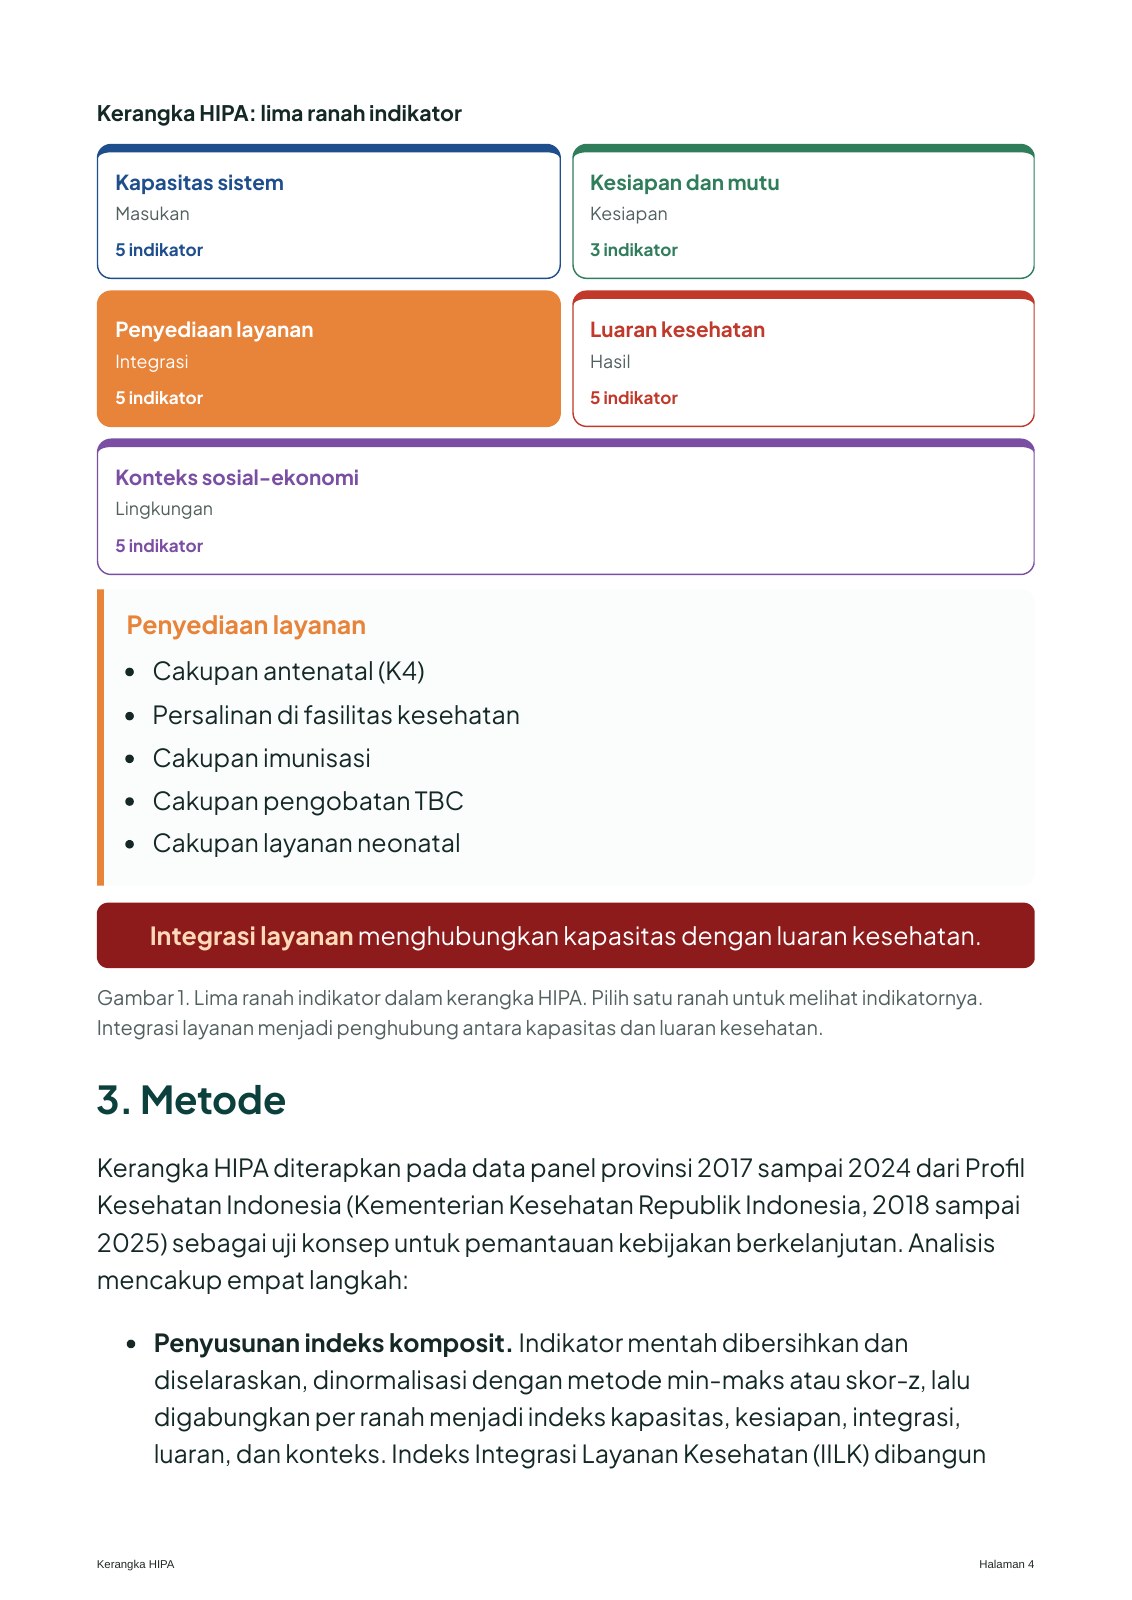 Kerangka HIPA: lima ranah indikator
Kapasitas sistem
Masukan
5 indikator
Kesiapan dan mutu
Kesiapan
3 indikator
Penyediaan layanan
Integrasi
5 indikator
Luaran kesehatan
Hasil
5 indikator
Konteks sosial-ekonomi
Lingkungan
5 indikator
Penyediaan layanan
• Cakupan antenatal (K4)
• Persalinan di fasilitas kesehatan
• Cakupan imunisasi
• Cakupan pengobatan TBC
• Cakupan layanan neonatal
Integrasi layanan menghubungkan kapasitas dengan luaran kesehatan.
Gambar 1. Lima ranah indikator dalam kerangka HIPA. Pilih satu ranah untuk melihat indikatornya.
Integrasi layanan menjadi penghubung antara kapasitas dan luaran kesehatan.
3. Metode
Kerangka HIPA diterapkan pada data panel provinsi 2017 sampai 2024 dari Profil
Kesehatan Indonesia (Kementerian Kesehatan Republik Indonesia, 2018 sampai
2025) sebagai uji konsep untuk pemantauan kebijakan berkelanjutan. Analisis
mencakup empat langkah:
• Penyusunan indeks komposit. Indikator mentah dibersihkan dan
diselaraskan, dinormalisasi dengan metode min-maks atau skor-z, lalu
digabungkan per ranah menjadi indeks kapasitas, kesiapan, integrasi,
luaran, dan konteks. Indeks Integrasi Layanan Kesehatan (IILK) dibangun
Kerangka HIPA
Halaman 4